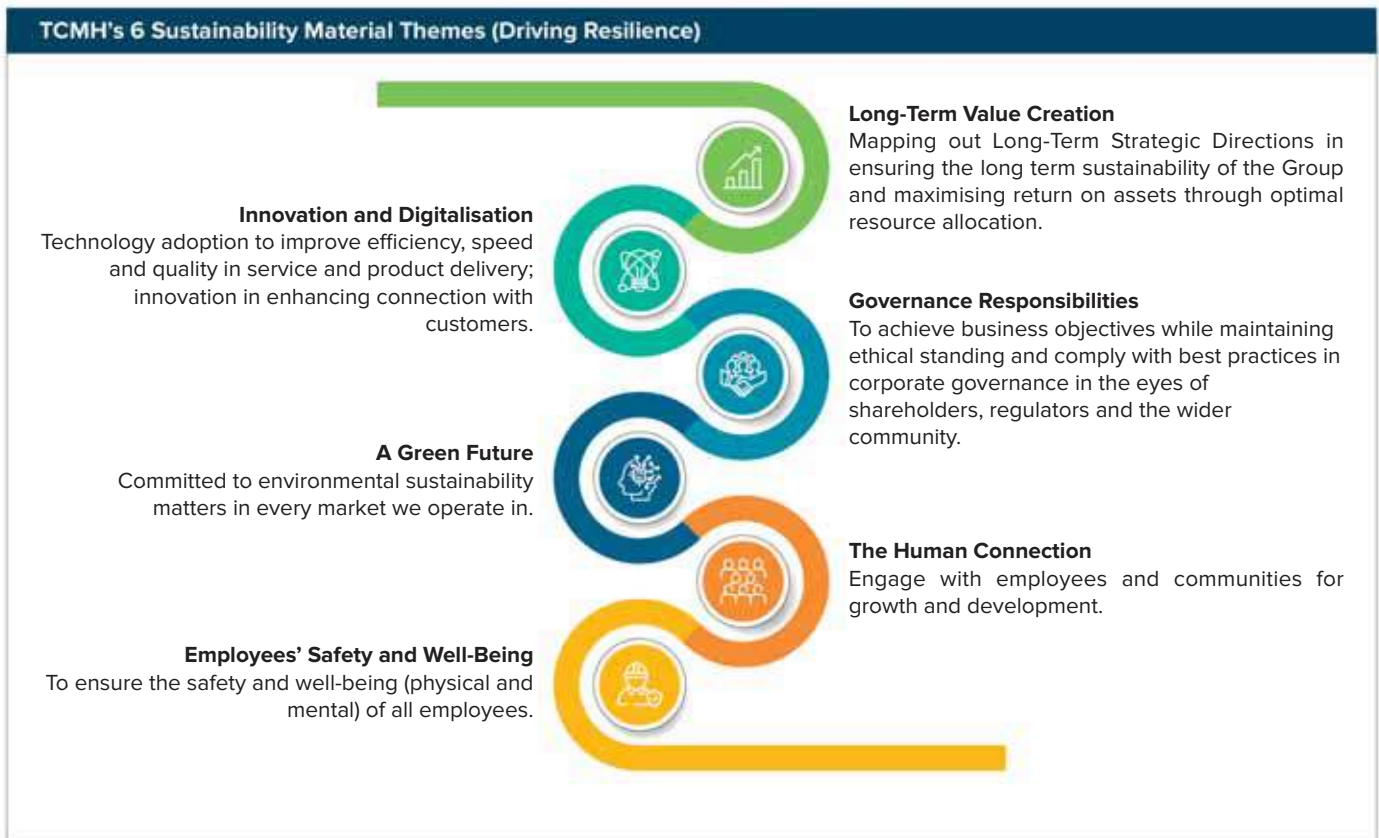 TCMH's 6 Sustainability Material Themes (Driving Resilience)
Long-Term Value Creation
Mapping out Long-Term Strategic Directions in
ensuring the long term sustainability of the Group
and maximising return on assets through optimal
resource allocation.
Innovation and Digitalisation
Technology adoption to improve efficiency, speed
and quality in service and product delivery;
innovation in enhancing connection with
customers.
Governance Responsibilities
To achieve business objectives while maintaining
ethical standing and comply with best practices in
corporate governance in the eyes of
shareholders, regulators and the wider
community.
A Green Future
Committed to environmental sustainability
matters in every market we operate in.
The Human Connection
Engage with employees and communities for
growth and development.
Employees' Safety and Well-Being
To ensure the safety and well-being (physical and
mental) of all employees.